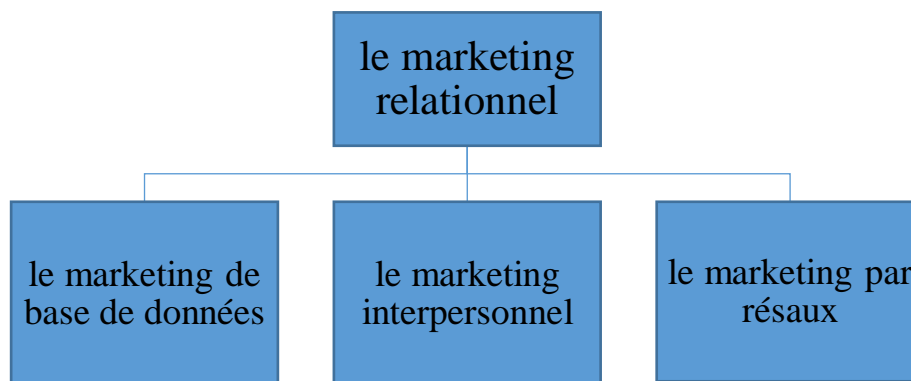 le marketing
relationnel
le marketing de
base de données
le marketing
interpersonnel
le marketing par
résaux